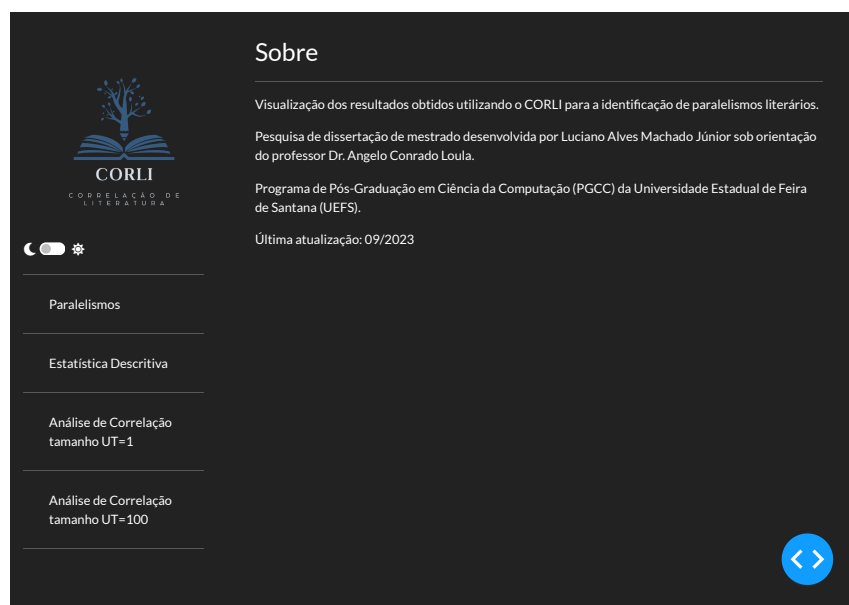 CORLI
CORRELAÇÃO DE
LITERATURA
Paralelismos
Estatística Descritiva
Análise de Correlação
tamanho UT=1
Análise de Correlação
tamanho UT=100
Sobre
Visualização dos resultados obtidos utilizando o CORLI para a identificação de paralelismos literários.
Pesquisa de dissertação de mestrado desenvolvida por Luciano Alves Machado Júnior sob orientação
do professor Dr. Angelo Conrado Loula.
Programa de Pós-Graduação em Ciência da Computação (PGCC) da Universidade Estadual de Feira
de Santana (UEFS).
Última atualização: 09/2023